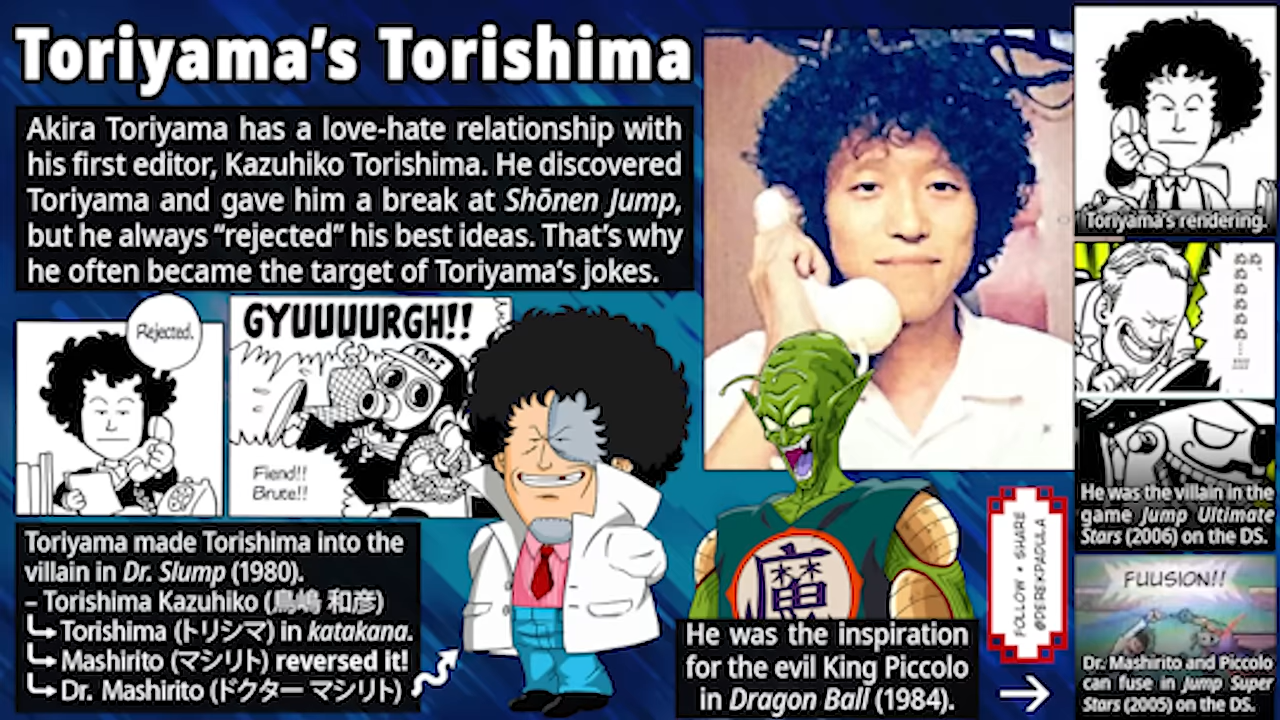 Toriyama's Torishima
Akira Toriyama has a love-hate relationship with
his first editor, Kazuhiko Torishima. He discovered
Toriyama and gave him a break at Shōnen Jump,
but he always “rejected” his best ideas. That's why
he often became the target of Toriyama's jokes.
Rejected.
GYUUUURGH!!
Fiend!!
Brute!!
Toriyama made Torishima into the
villain in Dr. Slump (1980).
– Torishima Kazuhiko (鳥嶋 和彦)
Torishima (トリシマ) in katakana.
Mashirito (マシリト) reversed it!
Dr. Mashirito (ドクター マシリト)
魔
He was the inspiration
for the evil King Piccolo
in Dragon Ball (1984).
FOLLOW • SHARE
@DEREKPADULA
Toriyama's rendering.
He was the villain in the
game Jump Ultimate
Stars (2006) on the DS.
FUUSION!!
Dr. Mashirito and Piccolo
can fuse in Jump Super
Stars (2005) on the DS.